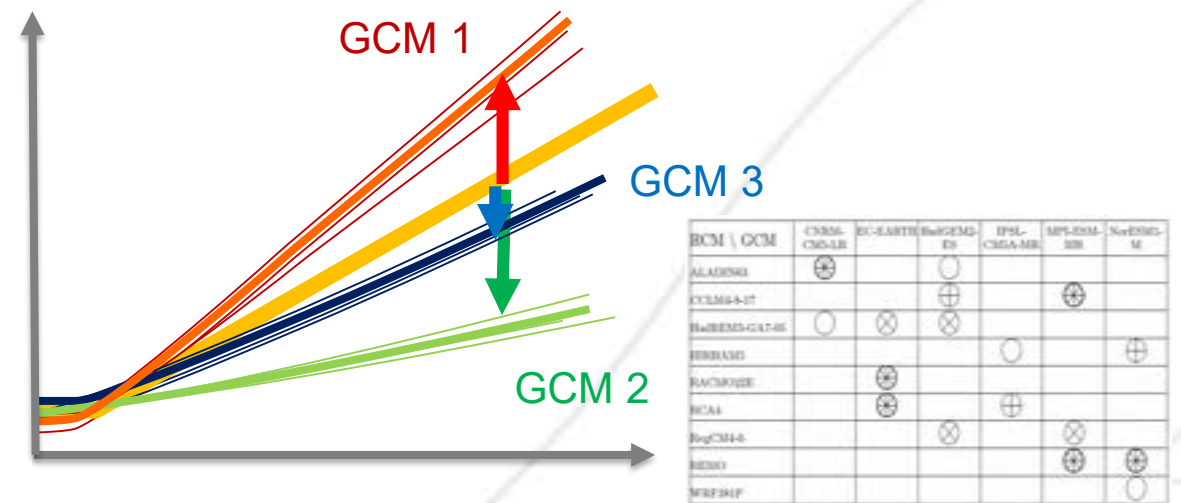 GCM 1
GCM 3
GCM 2
RCM \ GCM
CNRM-
CM5-LR
EC-EARTH
HadGEM2-
ES
IPSL-
CM5A-MR
MPI-ESM-
MR
NorESM1-
M
ALADIN63
CCLM4-8-17
HadREM3-GA7-05
HIRHAM5
RACMO22E
RCA4
RegCM4-6
REMO
WRF381P